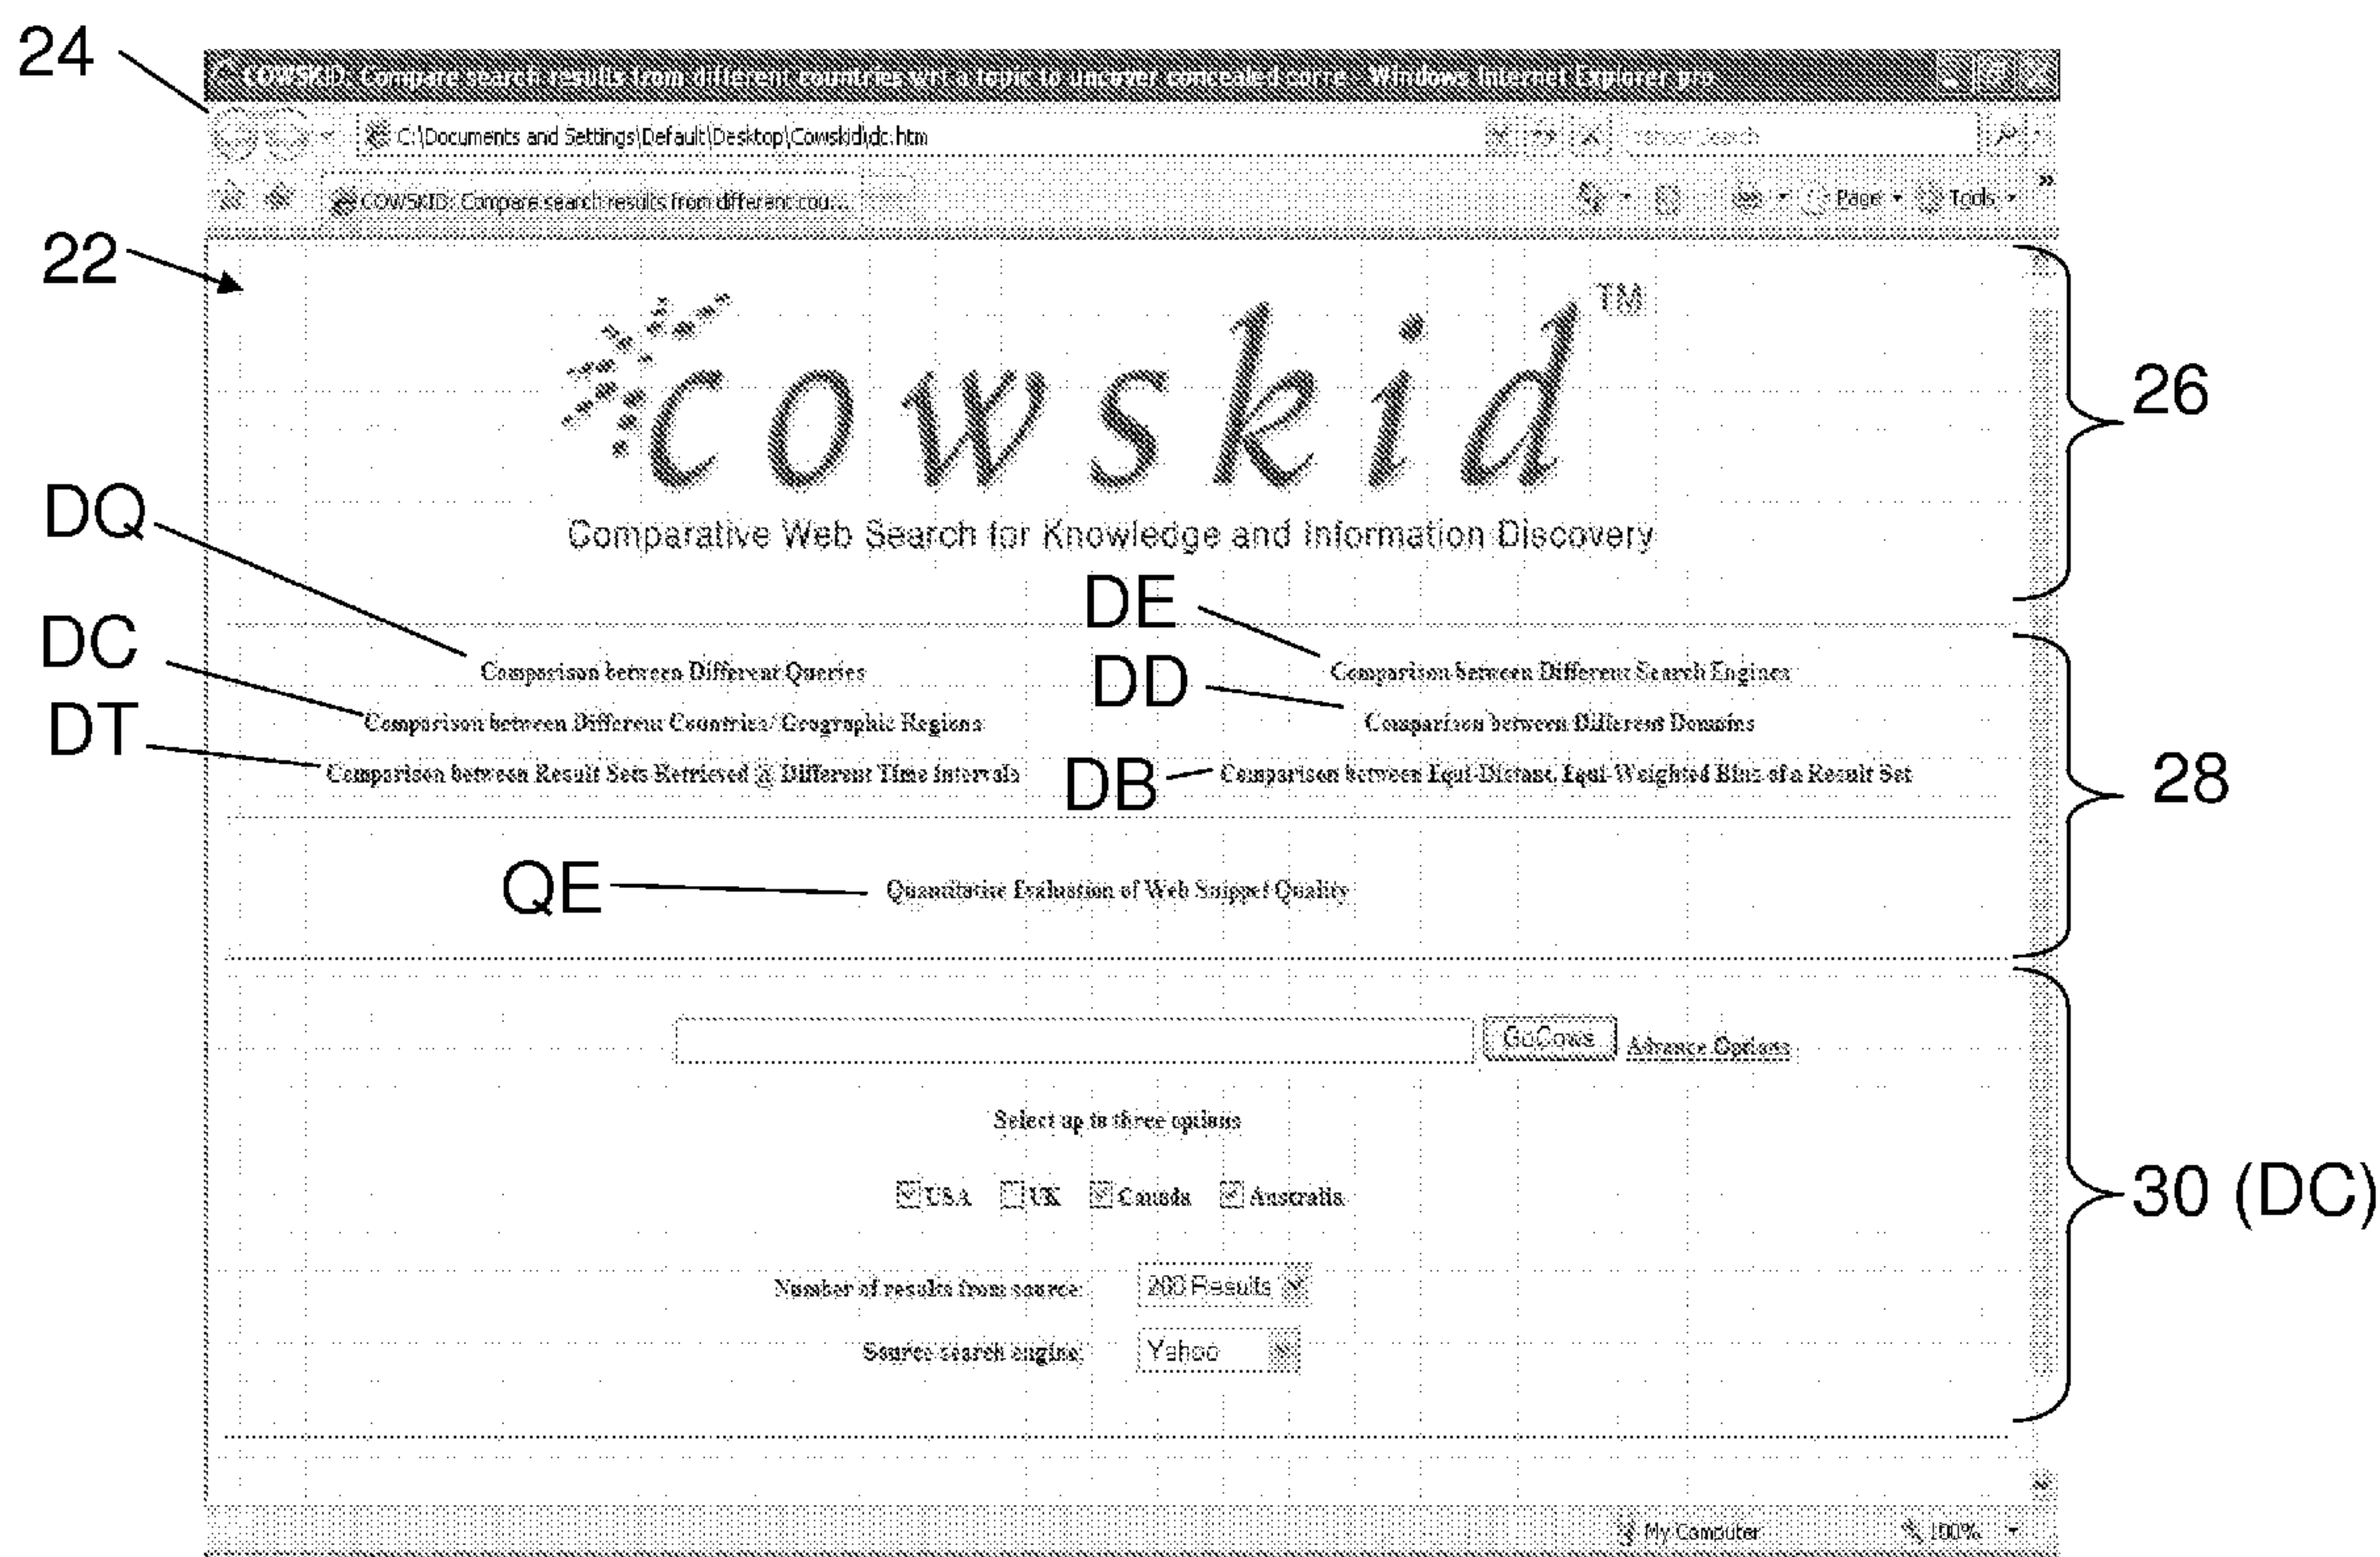 24
COWSKID: Compare search results from different countries wrt a topic to uncover concealed corre - Windows Internet Explorer pro
C:\Documents and Settings\Default\Desktop\Cowskid\dc.htm
Yahoo! Search
COWSKID: Compare search results from different cou...
Page
Tools
»
22
cowskid TM
26
Comparative Web Search for Knowledge and Information Discovery
DQ
DE
Comparison between Different Queries
Comparison between Different Search Engines
DC
DD
Comparison between Different Countries/ Geographic Regions
Comparison between Different Domains
DT
DB
Comparison between Result Sets Retrieved @ Different Time Intervals
Comparison between Equi-Distant, Equi-Weighted Bins of a Result Set
28
QE
Quantitative Evaluation of Web Snippet Quality
GoCows
Advance Options
Select up to three options
USA UK Canada Australia
30 (DC)
Number of results from source: 200 Results
Source search engine: Yahoo
My Computer
100%